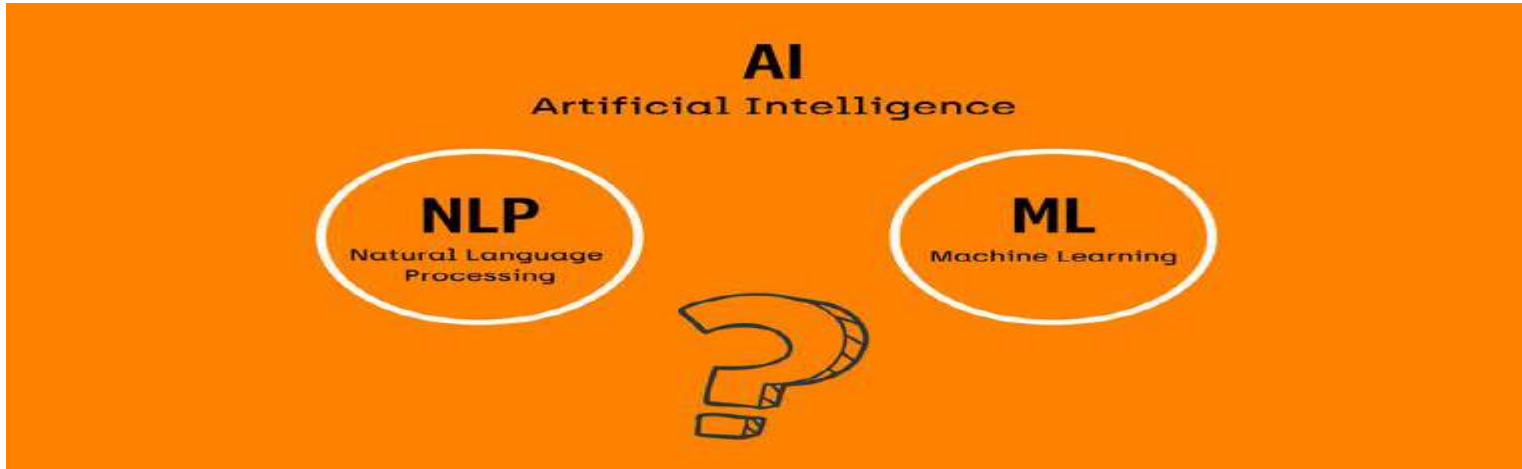 AI
Artificial Intelligence
NLP
Natural Language
Processing
ML
Machine Learning
?